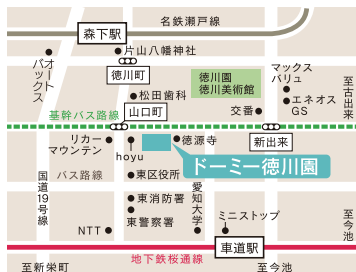 名鉄瀬戸線
森下駅
片山八幡神社
オートバックス
徳川町
徳川園
徳川美術館
マックス
バリュ
至古出来
松田歯科
エネオス
GS
山口町
交番
基幹バス路線
リカー
マウンテン
hoyu
徳源寺
新出来
ドーミー徳川園
国道19号線
バス路線
東区役所
東消防署
愛知大学
東警察署
ミニストップ
至今池
NTT
車道駅
地下鉄桜通線
至新栄町
至今池